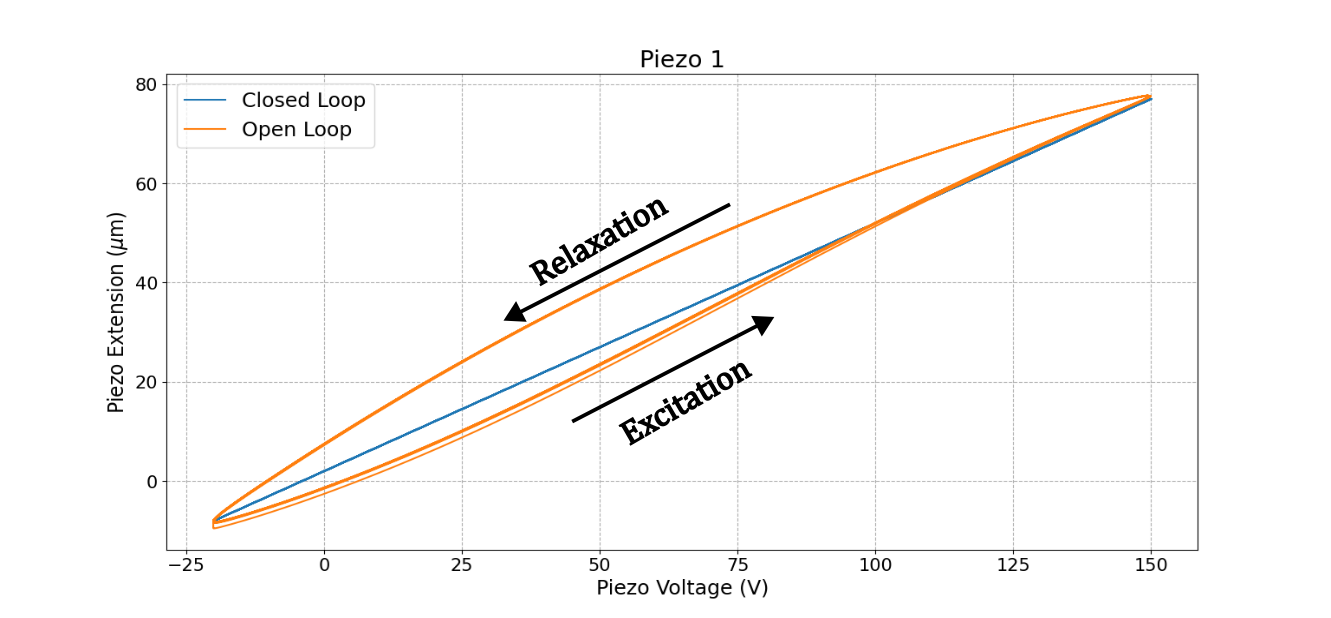 Piezo 1
Closed Loop
Open Loop
Relaxation
Excitation
Piezo Extension (μm)
80
60
40
20
0
−25
0
25
50
75
100
125
150
Piezo Voltage (V)